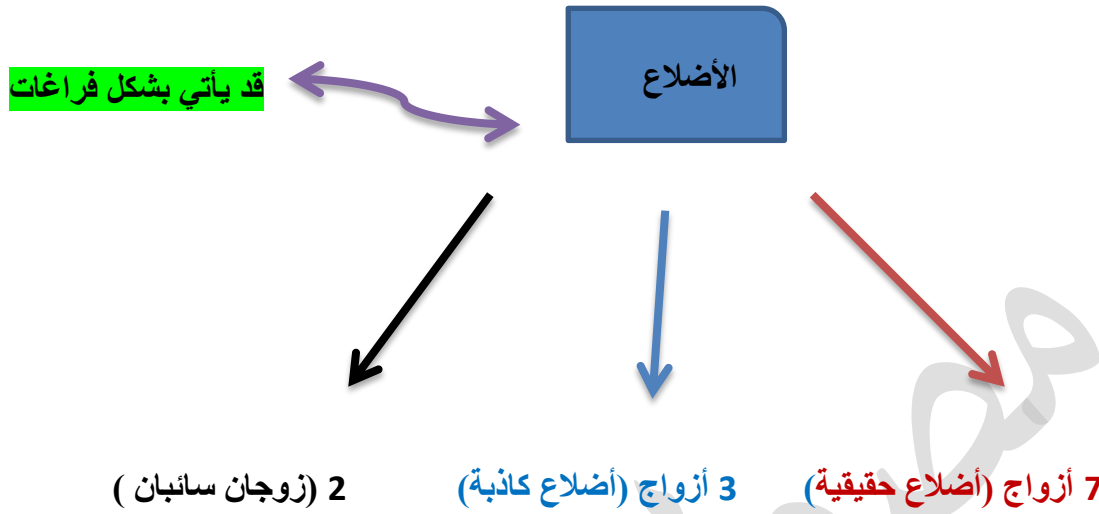 الأضلاع
قد يأتي بشكل فراغات
7 أزواج (أضلاع حقيقية)
3 أزواج (أضلاع كاذبة)
2 (زوجان سائبان )